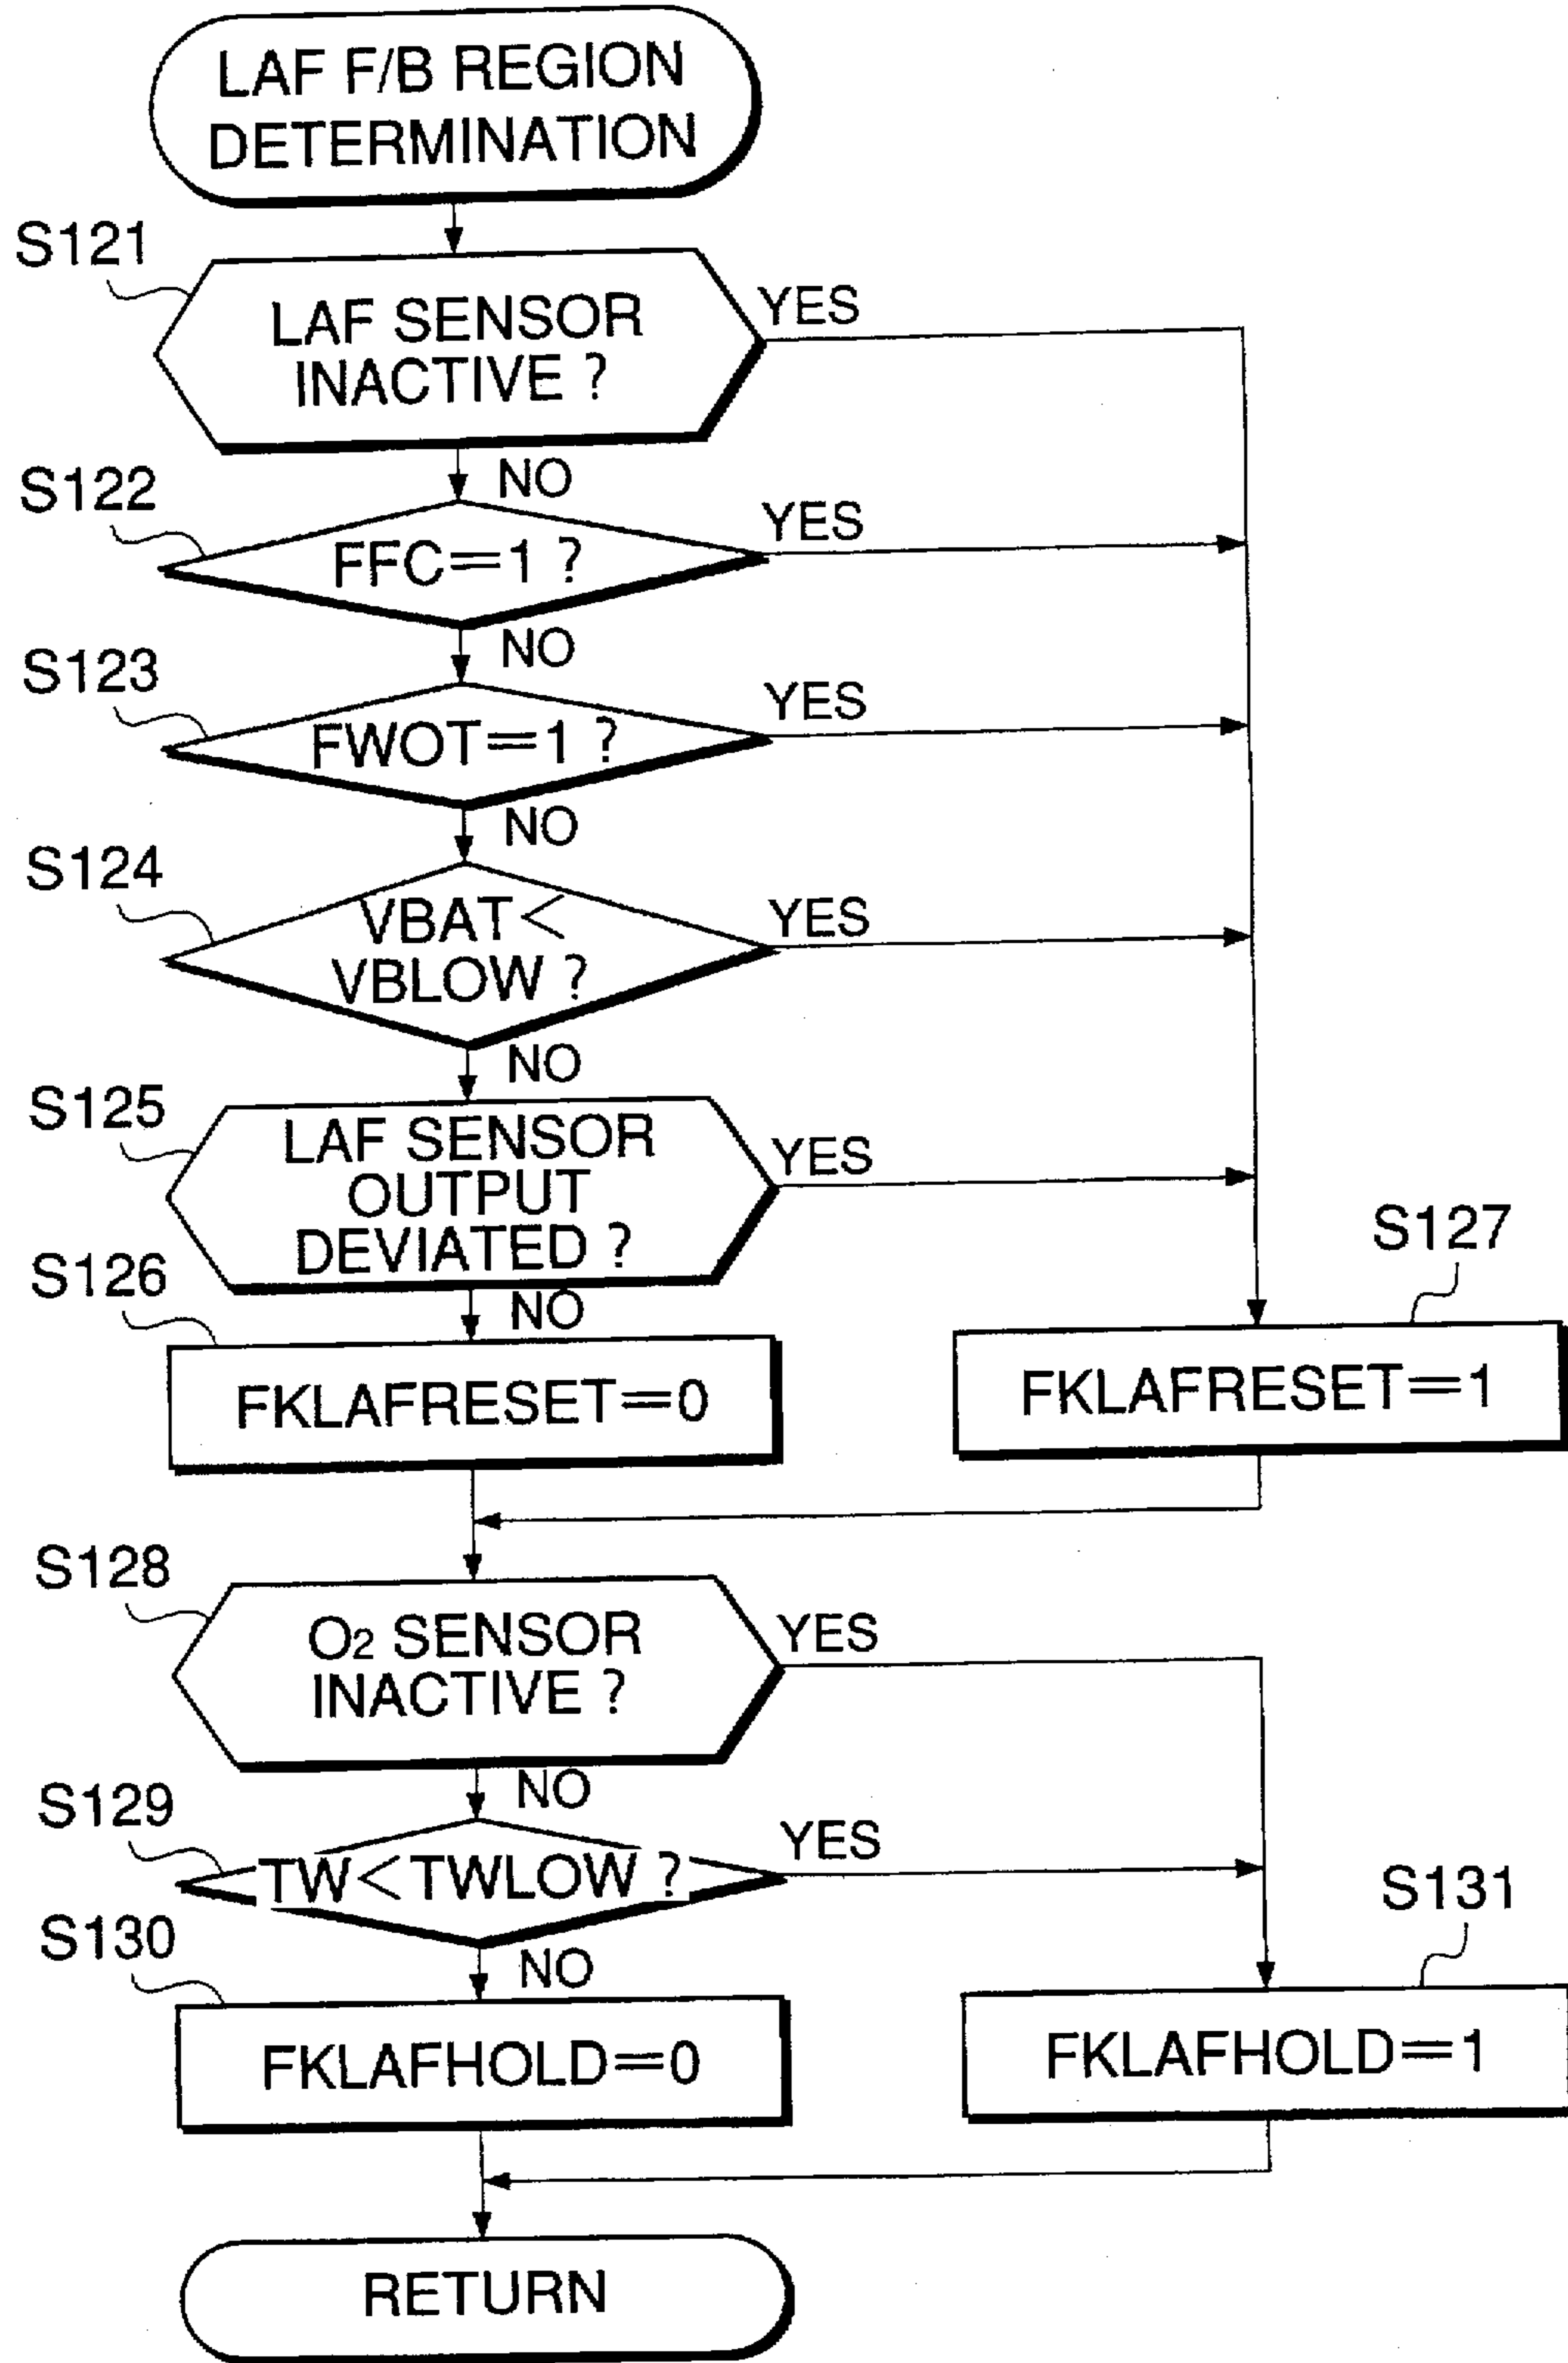 LAF F/B REGION
DETERMINATION
S121
LAF SENSOR
INACTIVE ?
YES
NO
S122
FFC=1 ?
YES
NO
S123
FWOT=1 ?
YES
NO
S124
VBAT<
VBLOW ?
YES
NO
S125
LAF SENSOR
OUTPUT
DEVIATED ?
YES
NO
S126
FKLAFRESET=0
S127
FKLAFRESET=1
S128
O2 SENSOR
INACTIVE ?
YES
NO
S129
TW<TWLOW ?
YES
NO
S130
FKLAFHOLD=0
S131
FKLAFHOLD=1
RETURN